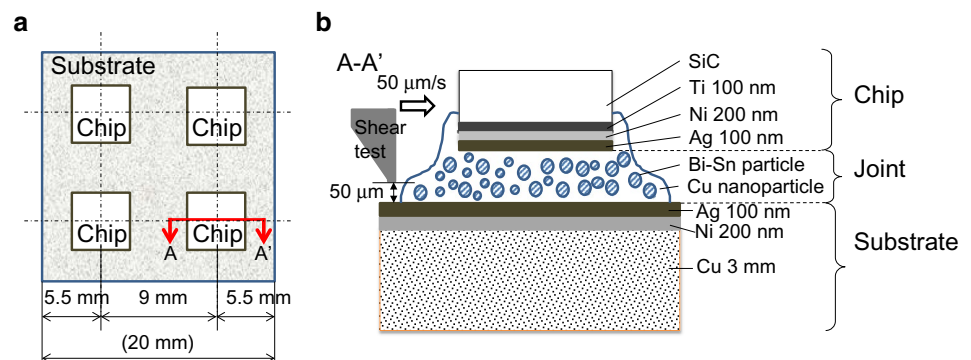 a
Substrate
Chip
Chip
Chip
Chip
A
A'
5.5 mm
9 mm
5.5 mm
(20 mm)
b
A-A’
50 μm/s
Shear
test
50 μm
SiC
Ti 100 nm
Ni 200 nm
Ag 100 nm
Bi-Sn particle
Cu nanoparticle
Ag 100 nm
Ni 200 nm
Cu 3 mm
Chip
Joint
Substrate